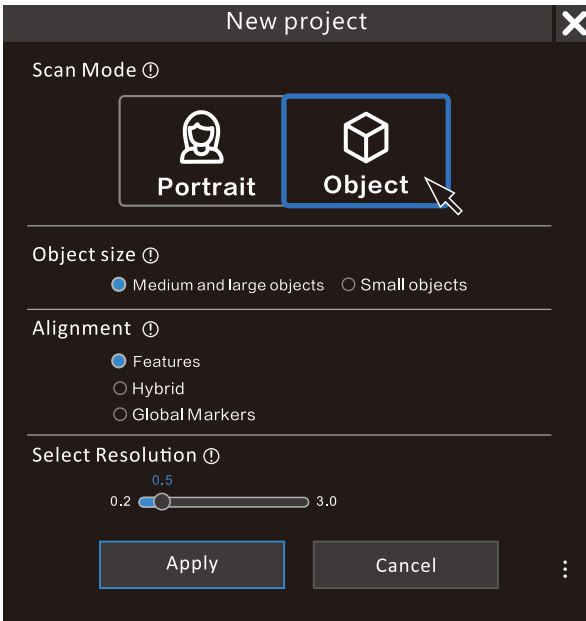 New project
Scan Mode
Portrait Object
Object size
Medium and large objects Small objects
Alignment
Features
Hybrid
Global Markers
Select Resolution
0.5
0.2 3.0
Apply Cancel